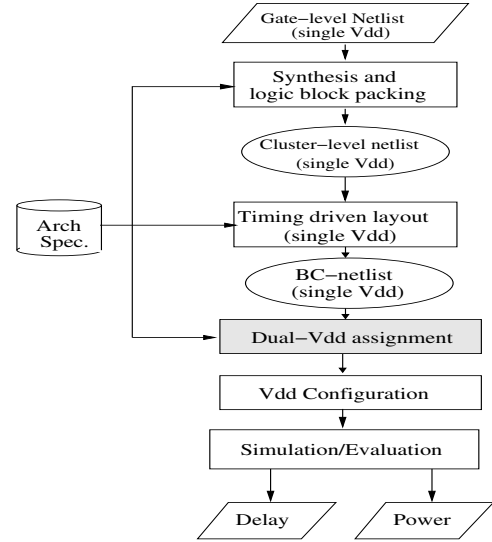 Gate-level Netlist
(single Vdd)
Synthesis and
logic block packing
Cluster-level netlist
(single Vdd)
Arch
Spec.
Timing driven layout
(single Vdd)
BC-netlist
(single Vdd)
Dual-Vdd assignment
Vdd Configuration
Simulation/Evaluation
Delay
Power